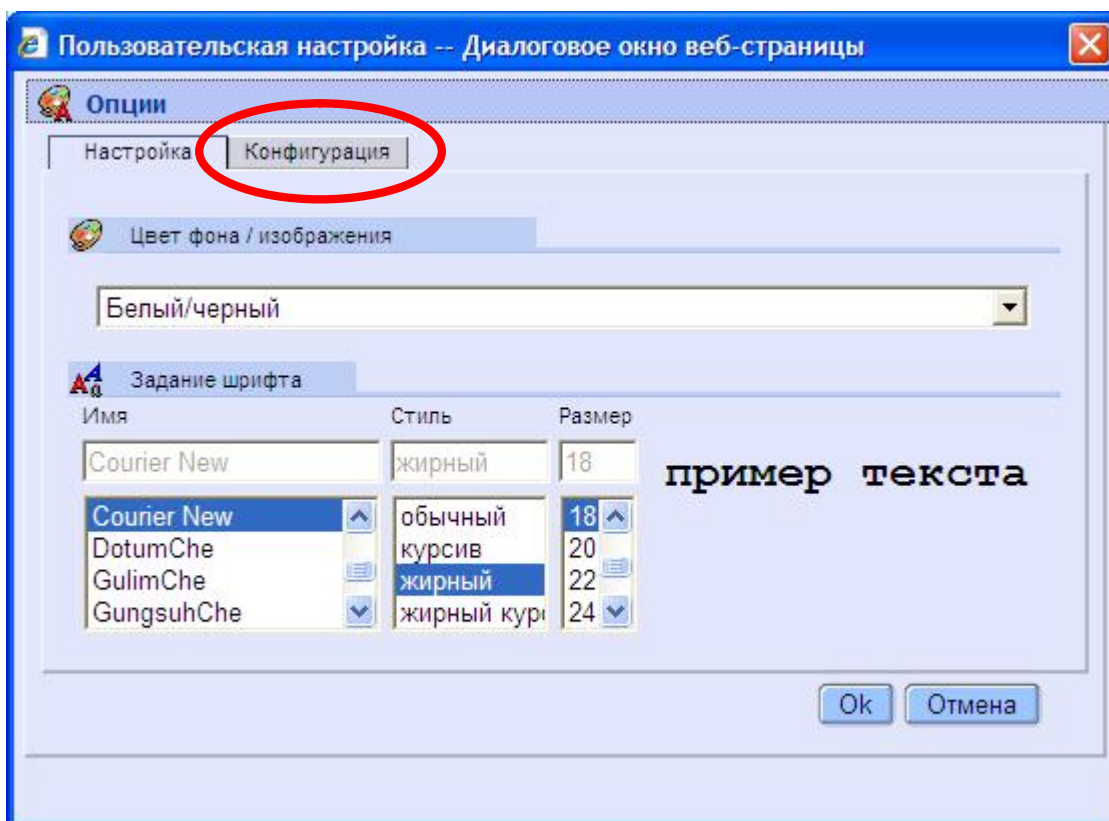 Пользовательская настройка -- Диалоговое окно веб-страницы
Опции
Настройка Конфигурация
Цвет фона / изображения
Белый/черный
Задание шрифта
Имя Стиль Размер
Courier New жирный 18 пример текста
Courier New обычный 18
DotumChe курсив 20
GulimChe жирный 22
GungsuhChe жирный кур 24
Ok Отмена